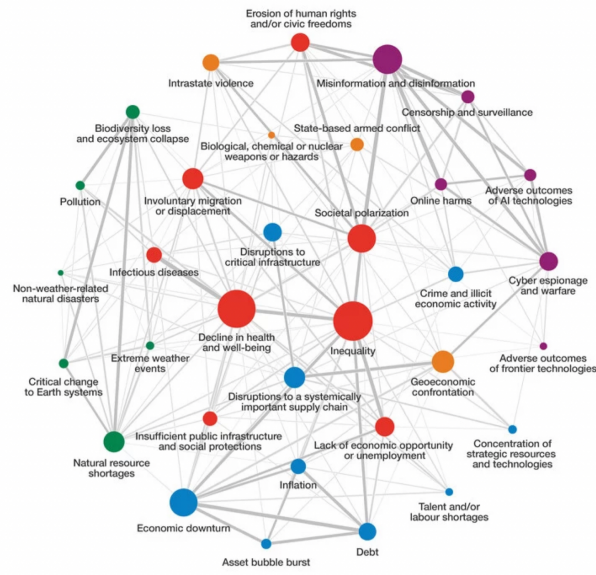 Erosion of human rights
and/or civic freedoms
Intrastate violence
Misinformation and disinformation
Censorship and surveillance
Biodiversity loss
and ecosystem collapse
State-based armed conflict
Biological, chemical or nuclear
weapons or hazards
Pollution
Involuntary migration
or displacement
Societal polarization
Online harms
Adverse outcomes
of AI technologies
Disruptions to
critical infrastructure
Infectious diseases
Non-weather-related
natural disasters
Crime and illicit
economic activity
Cyber espionage
and warfare
Decline in health
and well-being
Inequality
Extreme weather
events
Adverse outcomes
of frontier technologies
Critical change
to Earth systems
Geoeconomic
confrontation
Disruptions to a systemically
important supply chain
Insufficient public infrastructure
and social protections
Lack of economic opportunity
or unemployment
Concentration of
strategic resources
and technologies
Natural resource
shortages
Inflation
Talent and/or
labour shortages
Economic downturn
Debt
Asset bubble burst